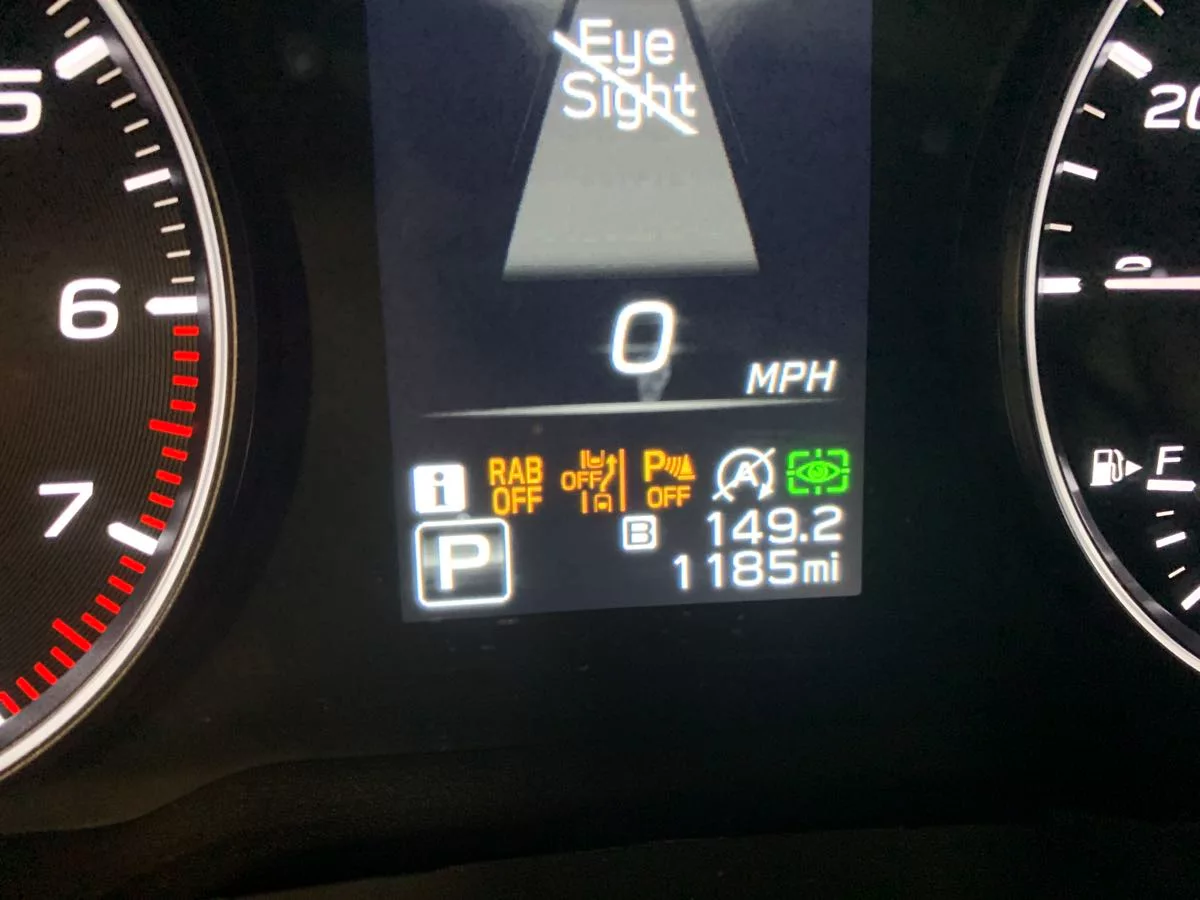 Eye
Sight
5
6
7
20
0
MPH
F
i
RAB
OFF
OFF
P
OFF
A
P
B
149.2
1185mi